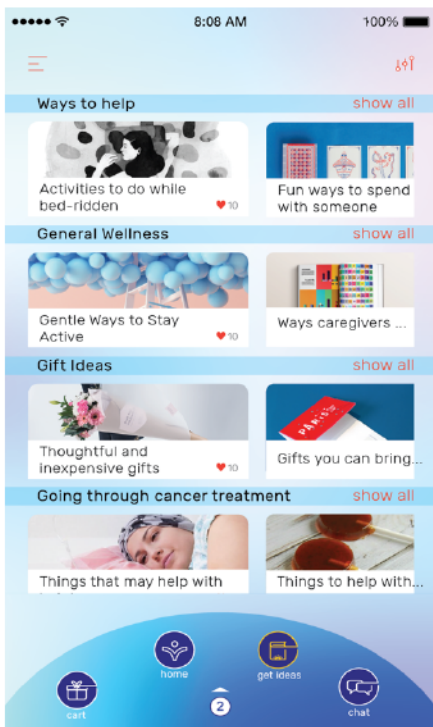 8:08 AM
100%
Ways to help
show all
Activities to do while
bed-ridden
10
Fun ways to spend
with someone
General Wellness
show all
Gentle Ways to Stay
Active
10
Ways caregivers ...
Gift Ideas
show all
PARIS
Thoughtful and
inexpensive gifts
10
Gifts you can bring...
Going through cancer treatment
show all
Things that may help with
Things to help with...
home
get ideas
cart
2
chat